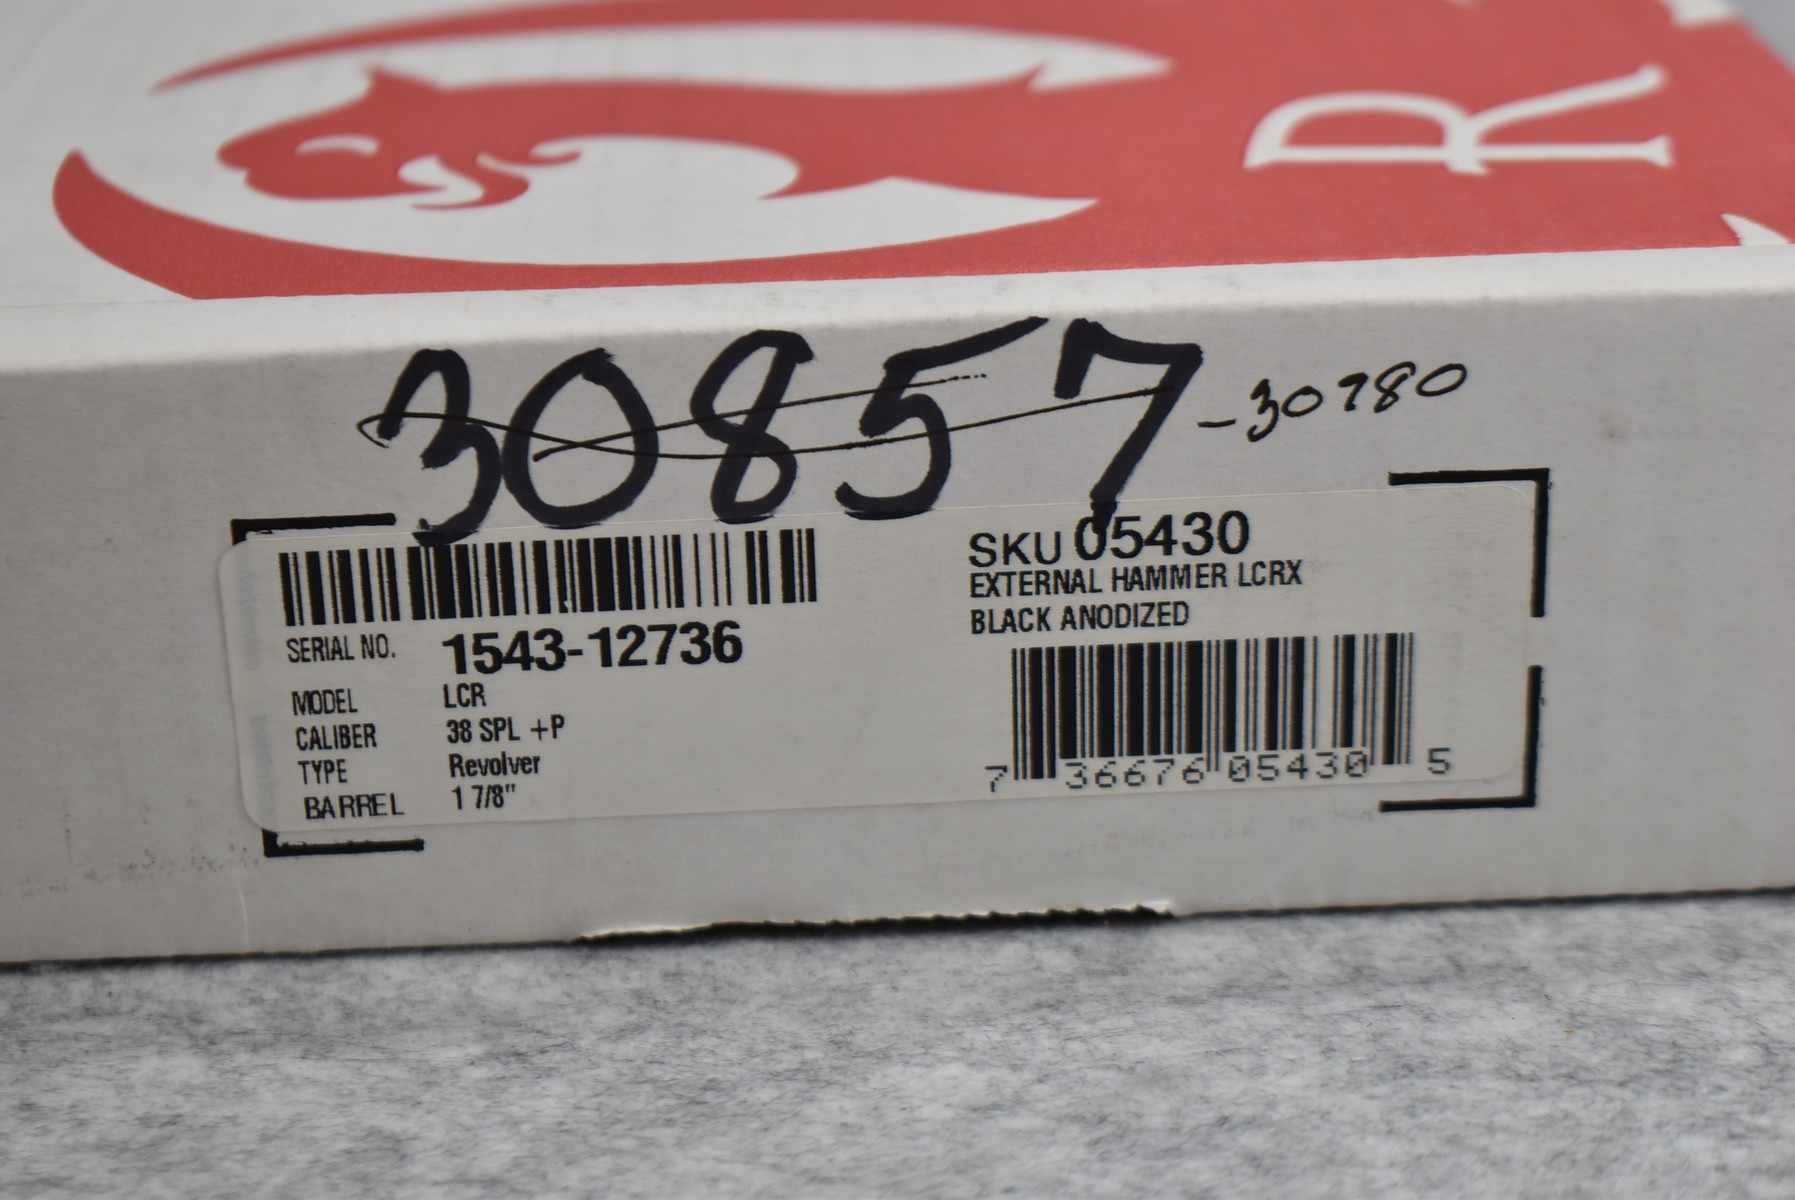 R
30857 -30780
SKU 05430
EXTERNAL HAMMER LCRX
BLACK ANODIZED
SERIAL NO. 1543-12736
MODEL LCR
CALIBER 38 SPL +P
TYPE Revolver
BARREL 1 7/8"
7 36676 05430 5